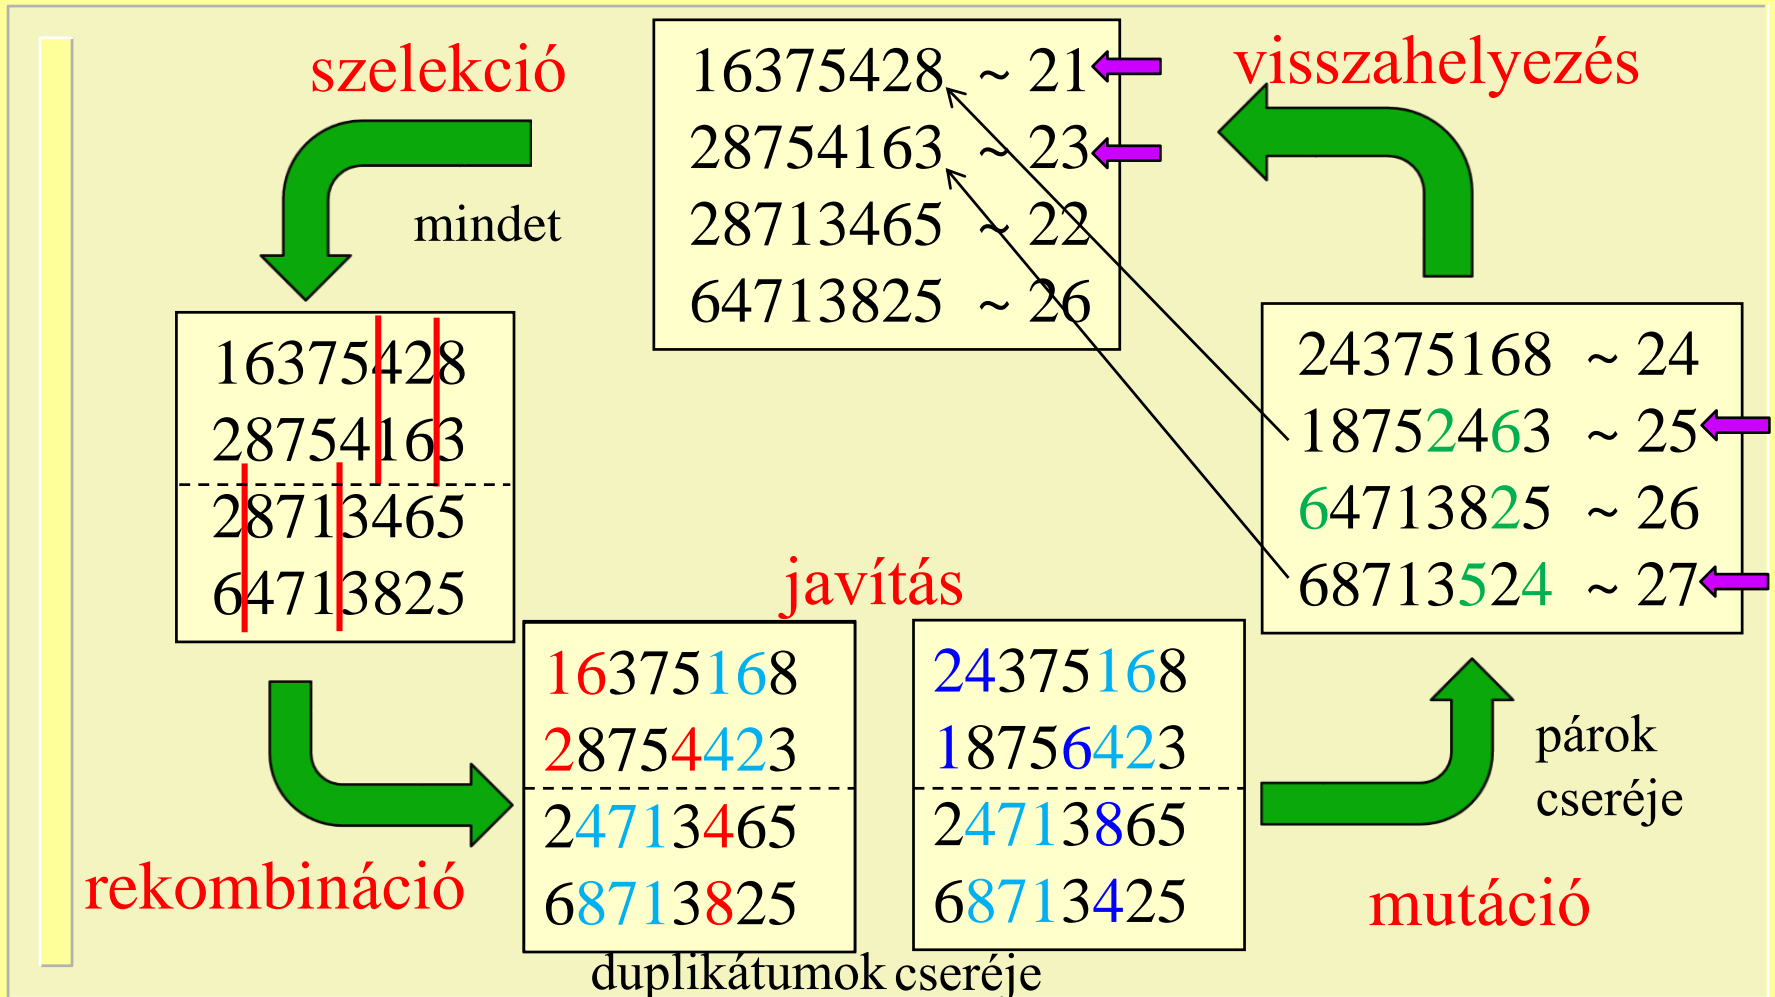 szelekció
16375428 ~ 21
28754163 ~ 23
28713465 ~ 22
64713825 ~ 26
visszahelyezés
mindet
16375428
28754163
28713465
64713825
24375168 ~ 24
18752463 ~ 25
64713825 ~ 26
68713524 ~ 27
javítás
16375168
28754423
24713465
68713825
24375168
18756423
24713865
68713425
párok
cseréje
rekombináció
mutáció
duplikátumok cseréje